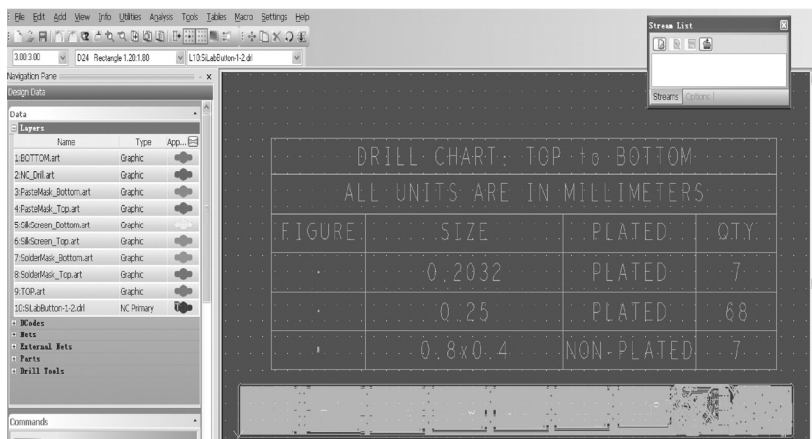 File Edit Add View Info Utilities Analysis Tools Tables Macro Settings Help
3.00:3.00 D24 Rectangle 1.20:1.80 L10:SiLabButton-1-2.drl
Navigation Pane
Design Data
Data
Layers
Name Type App...
1:BOTTOM.art Graphic
2:NC_Drill.art Graphic
3:PasteMask_Bottom.art Graphic
4:PasteMask_Top.art Graphic
5:SilkScreen_Bottom.art Graphic
6:SilkScreen_Top.art Graphic
7:SolderMask_Bottom.art Graphic
8:SolderMask_Top.art Graphic
9:TOP.art Graphic
10:SiLabButton-1-2.drl NC Primary
DCodes
Nets
External Nets
Parts
Drill Tools
Commands
Stream List
Streams Options
DRILL CHART: TOP to BOTTOM
ALL UNITS ARE IN MILLIMETERS
FIGURE SIZE PLATED QTY
0.2032 PLATED 7
0.25 PLATED 68
0.8x0.4 NON-PLATED 7